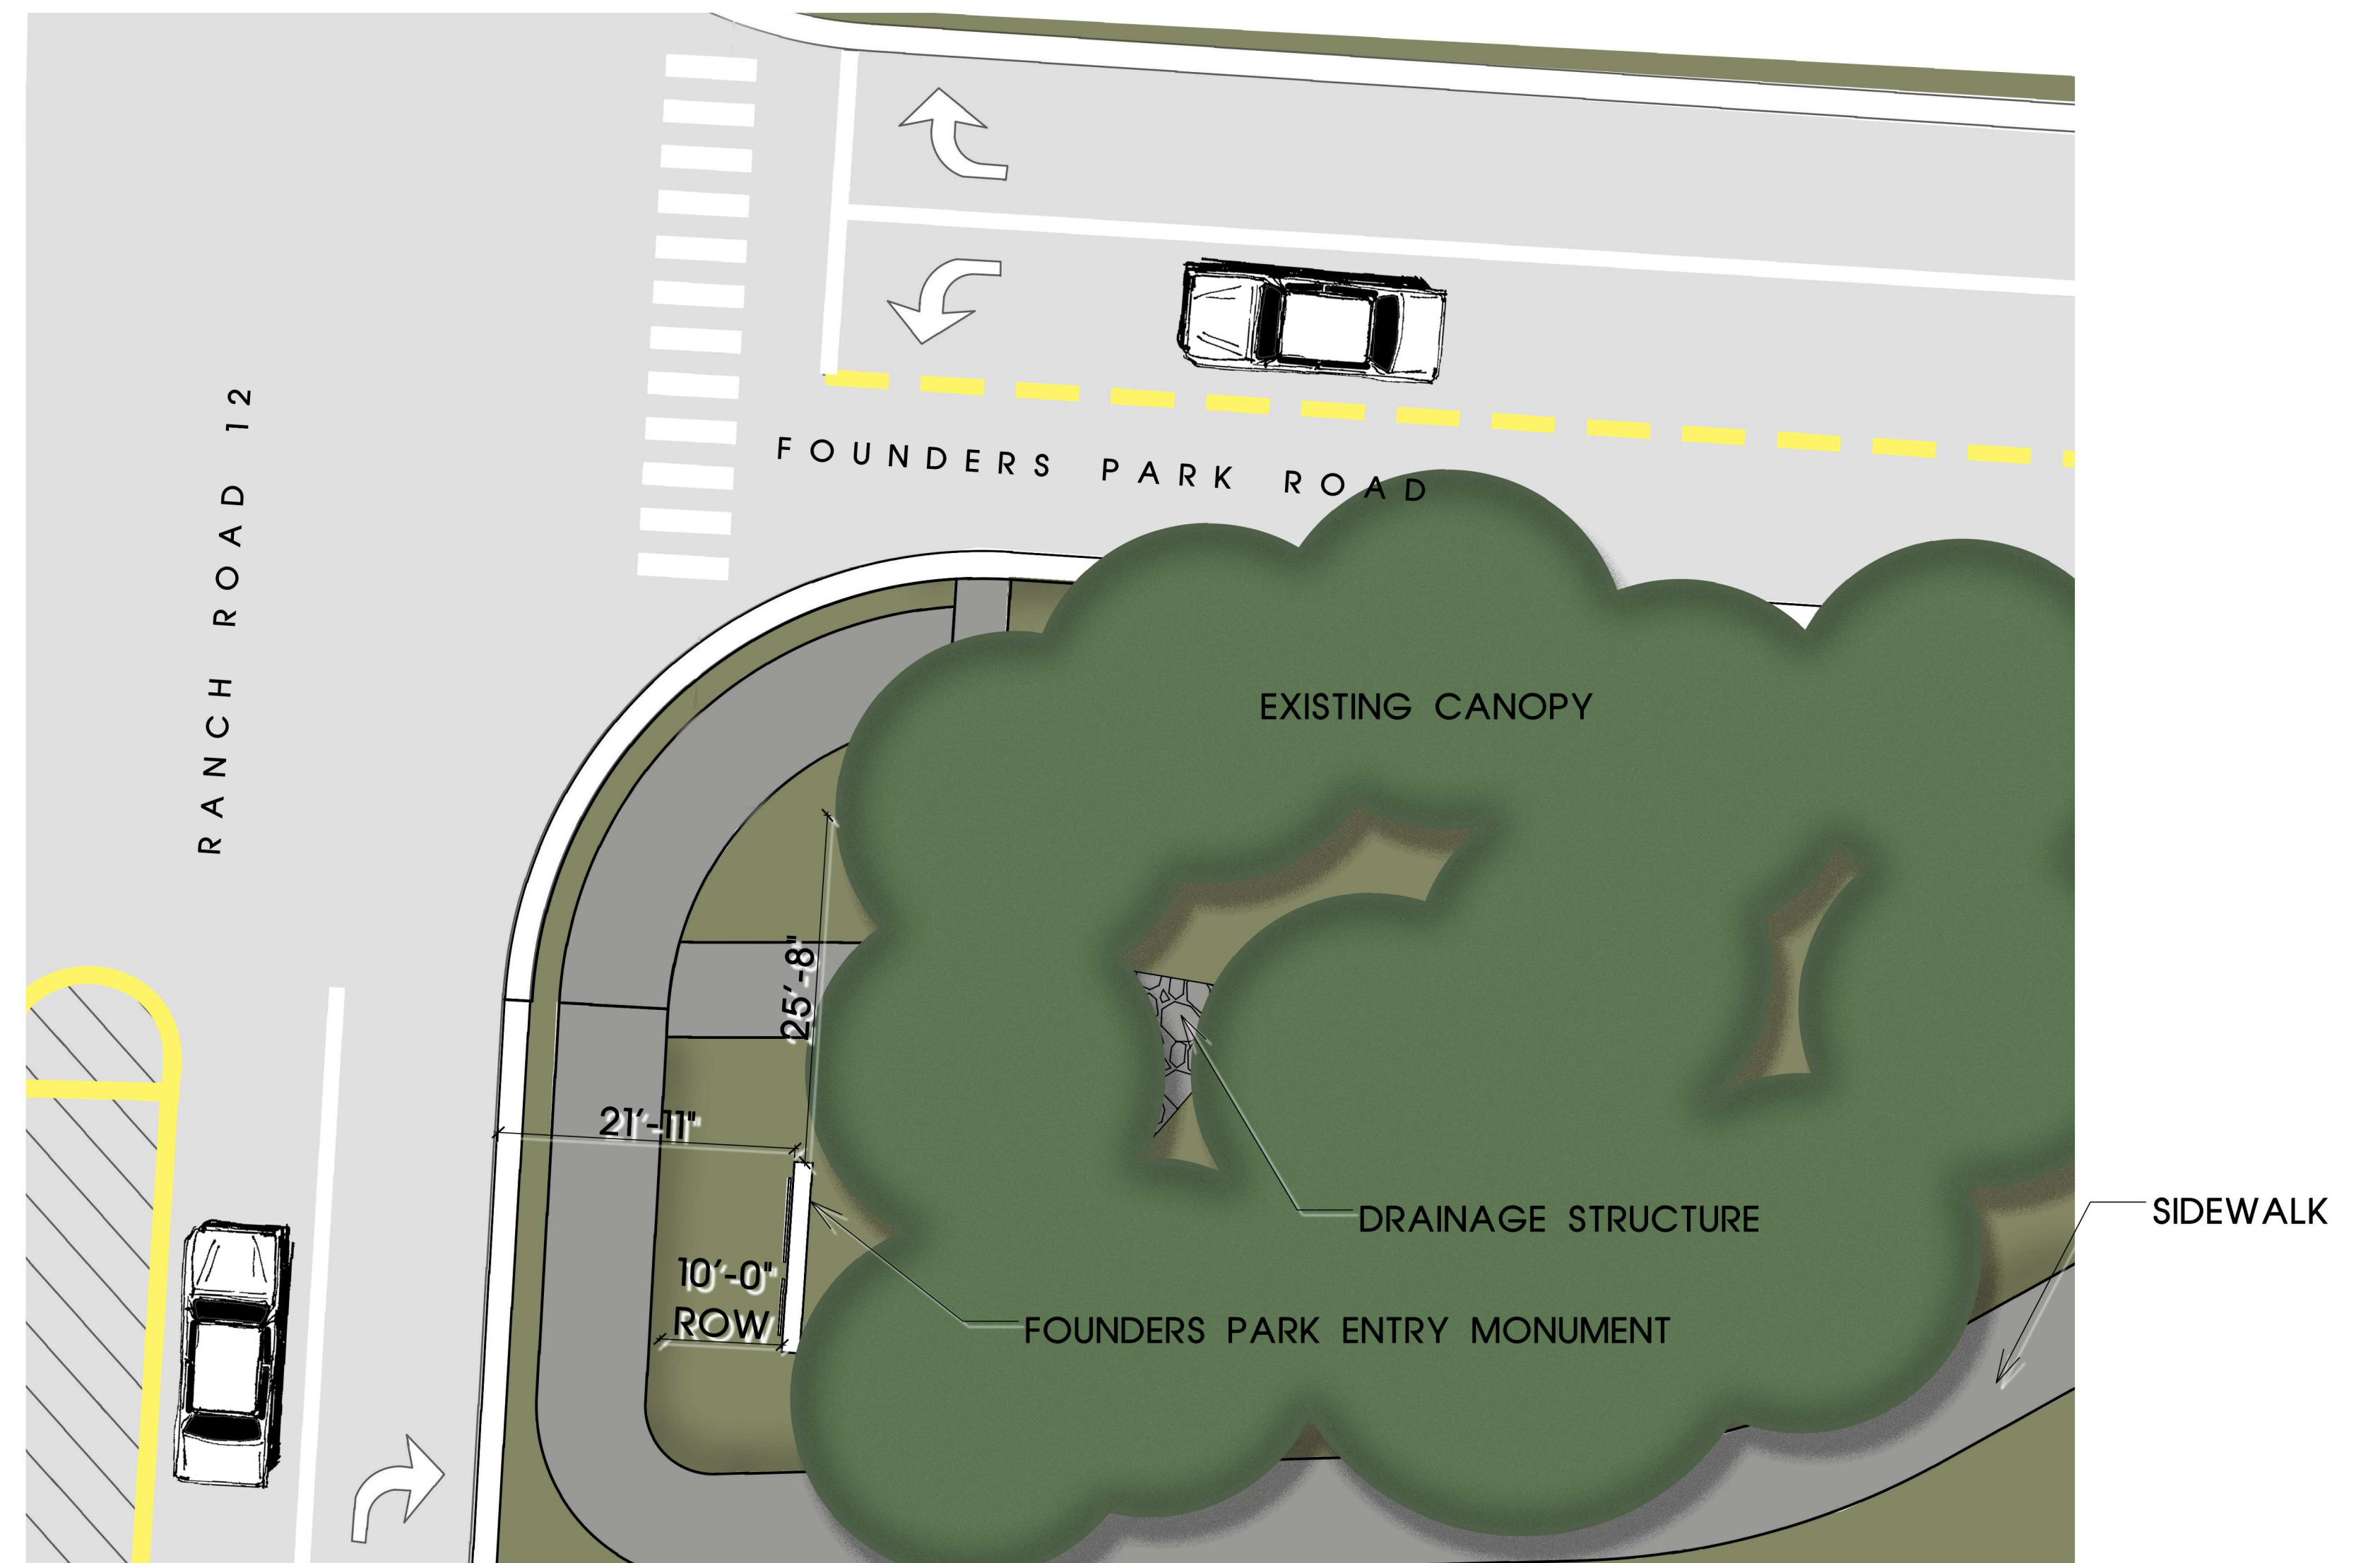 RANCH ROAD 12
FOUNDERS PARK ROAD
EXISTING CANOPY
25'-8"
21'-11"
10'-0"
ROW
DRAINAGE STRUCTURE
SIDEWALK
FOUNDERS PARK ENTRY MONUMENT